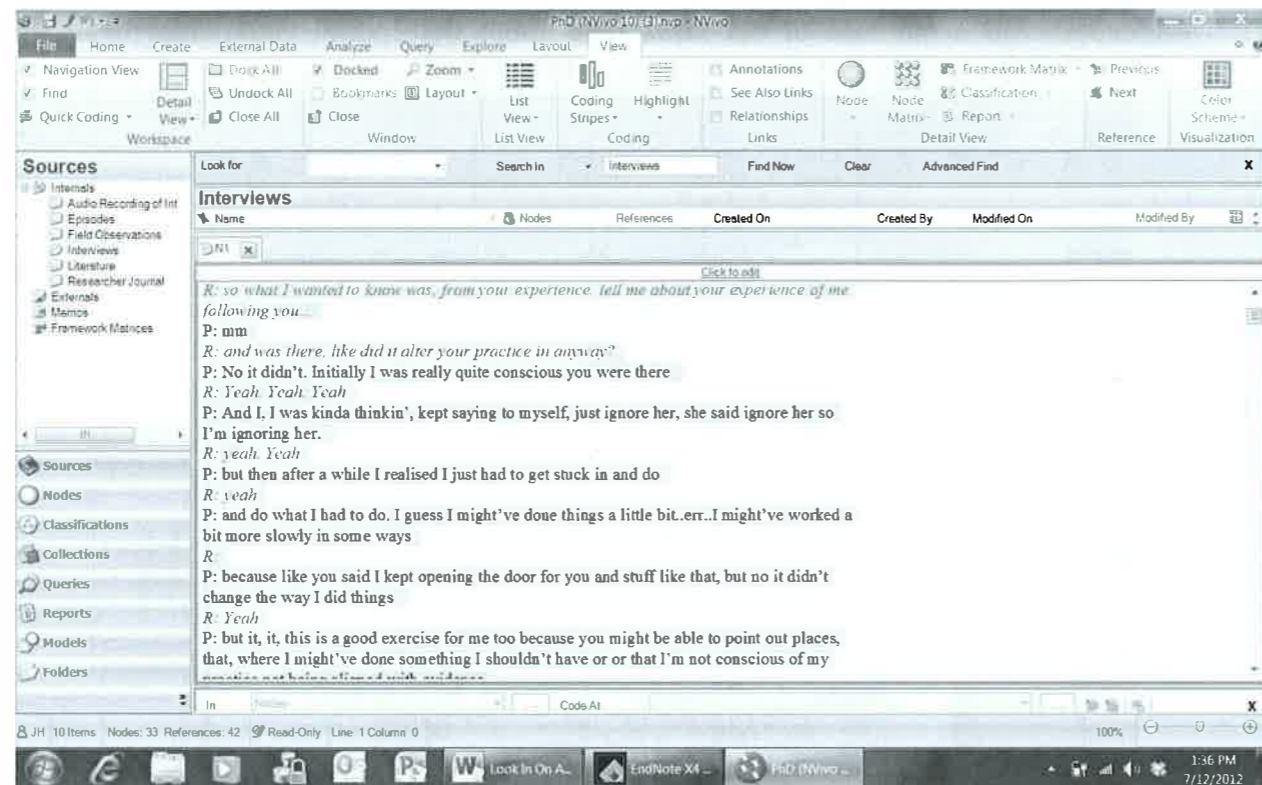 PhD (NVivo 10) (3).nvp - NVivo
File Home Create External Data Analyze Query Explore Layout View
Navigation View Dock All Docked Zoom Annotations Framework Matrix Previous
Find Undock All Bookmarks Layout See Also Links Classification Next
Quick Coding Close All Close Relationships Report
Detail View List View Coding Stripes Highlight Node Node Matrix Color Scheme
Workspace Window List View Coding Links Detail View Reference Visualization
Sources
Internals
Audio Recording of Int
Episodes
Field Observations
Interviews
Literature
Researcher Journal
Externals
Memos
Framework Matrices
Sources
Nodes
Classifications
Collections
Queries
Reports
Models
Folders
Look for Search In Interviews Find Now Clear Advanced Find X
Interviews
Name Nodes References Created On Created By Modified On Modified By
N1
Click to edit
R: so what I wanted to know was, from your experience, tell me about your experience of me
following you...
P: mm
R: and was there, like did it alter your practice in anyway?
P: No it didn't. Initially I was really quite conscious you were there
R: Yeah. Yeah. Yeah
P: And I, I was kinda thinkin', kept saying to myself, just ignore her, she said ignore her so
I'm ignoring her.
R: yeah. Yeah
P: but then after a while I realised I just had to get stuck in and do
R: yeah
P: and do what I had to do. I guess I might've done things a little bit..err..I might've worked a
bit more slowly in some ways
R:
P: because like you said I kept opening the door for you and stuff like that, but no it didn't
change the way I did things
R: Yeah
P: but it, it, this is a good exercise for me too because you might be able to point out places,
that, where I might've done something I shouldn't have or or that I'm not conscious of my
practice not being aligned with evidence
In Nodes Code At X
JH 10 Items Nodes: 33 References: 42 Read-Only Line 1 Column 0 100%
Look In On A... EndNote X4 ... PhD (NVivo ... 1:36 PM
7/12/2012